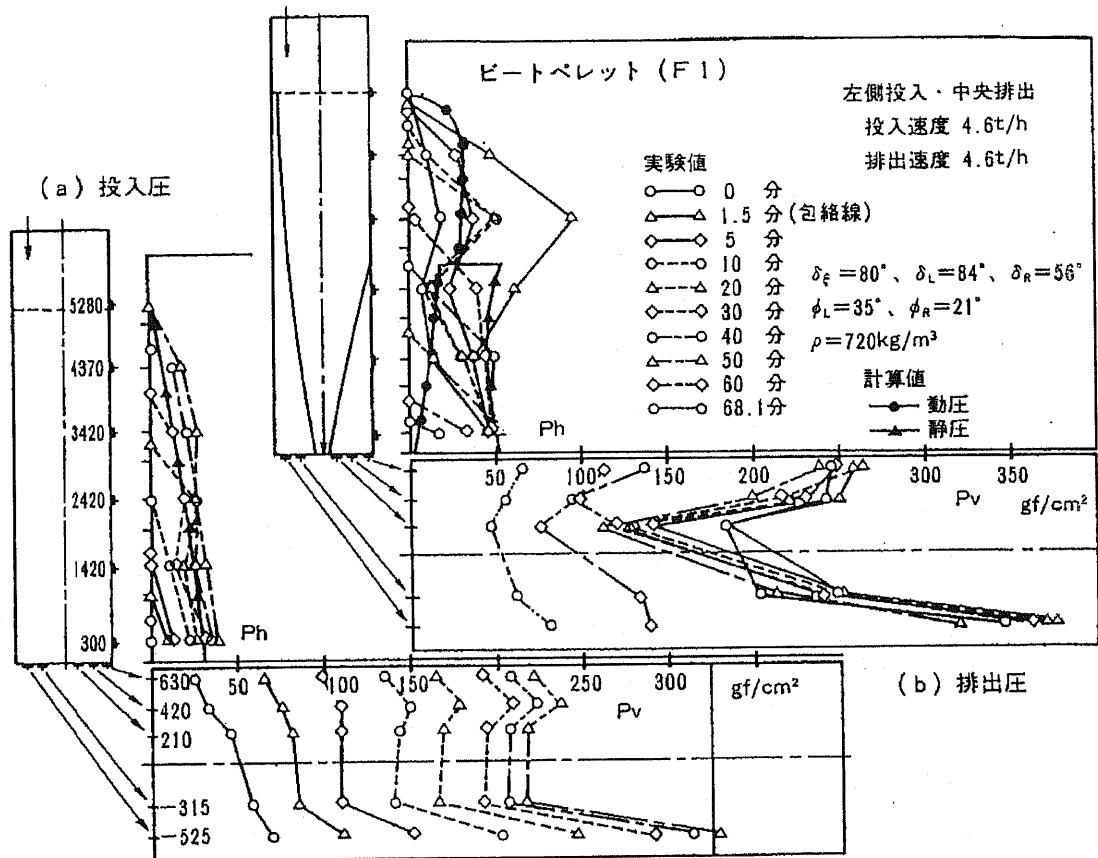 ビートペレット (F1)
左側投入・中央排出
投入速度 4.6t/h
排出速度 4.6t/h
実験値
0 分
1.5 分(包絡線)
5 分
10 分
20 分
30 分
40 分
50 分
60 分
68.1分
δξ=80°、δL=84°、δR=56°
φL=35°、φR=21°
ρ=720kg/m³
計算値
動圧
静圧
(a) 投入圧
5280
4370
3420
2420
1420
300
Ph
Ph
50 100 150 200 250 300 350
Pv gf/cm²
50 100 150 200 250 300
Pv gf/cm²
630
420
210
-315
-525
(b) 排出圧